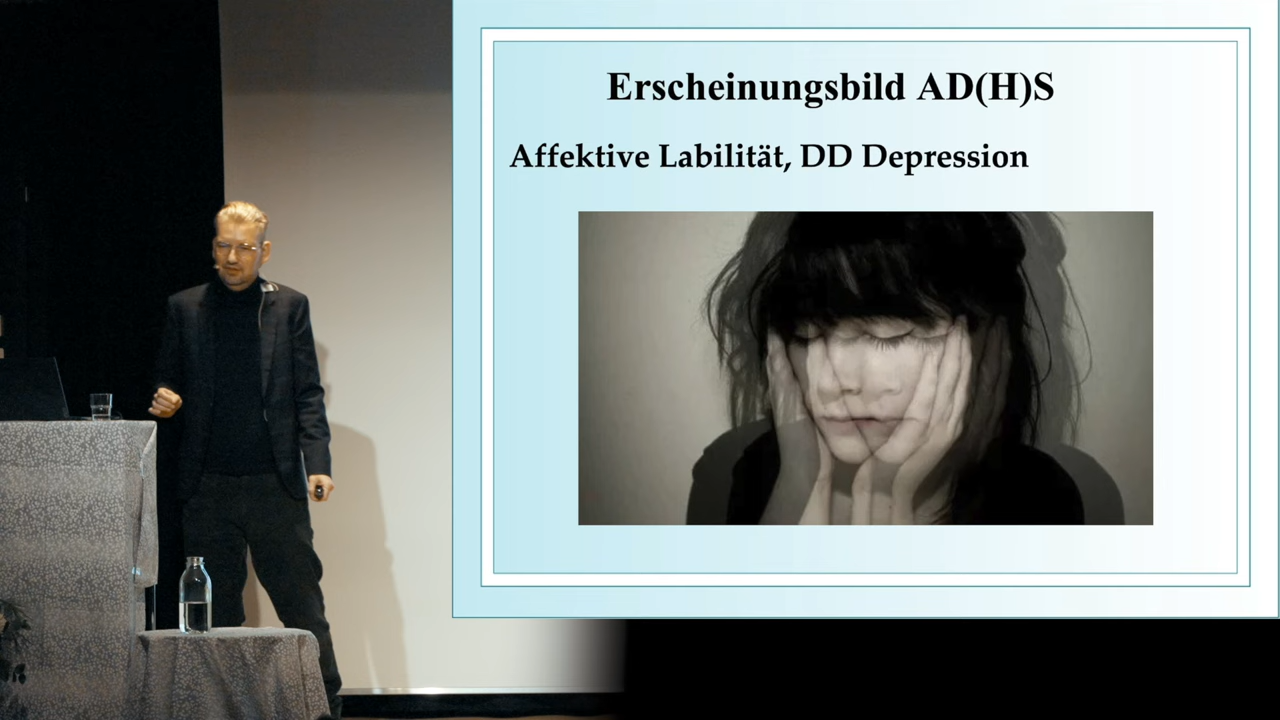 Erscheinungsbild AD(H)S
Affektive Labilität, DD Depression